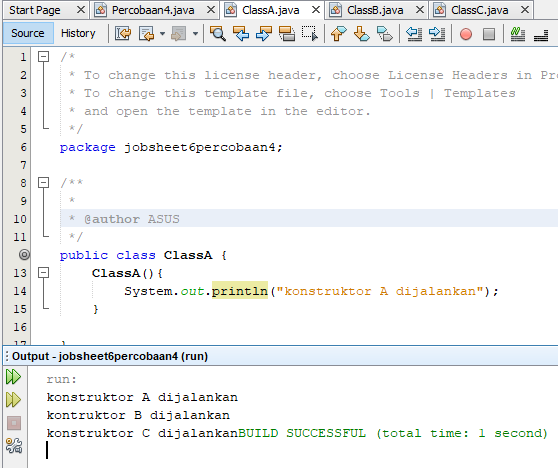 Start Page Percobaan4.java ClassA.java ClassB.java ClassC.java
Source History
1 /*
2 * To change this license header, choose License Headers in Pr
3 * To change this template file, choose Tools | Templates
4 * and open the template in the editor.
5 */
6 package jobsheet6percobaan4;
7
8 /**
9 *
10 * @author ASUS
11 */
public class ClassA {
13 ClassA(){
14 System.out.println("konstruktor A dijalankan");
15 }
16
17 }
Output - jobsheet6percobaan4 (run)
run:
konstruktor A dijalankan
kontruktor B dijalankan
konstruktor C dijalankanBUILD SUCCESSFUL (total time: 1 second)